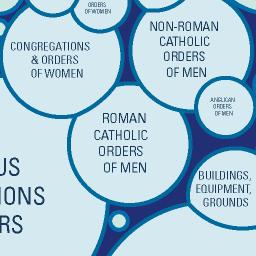 ORDERS
OF WOMEN
NON-ROMAN
CATHOLIC
ORDERS
OF MEN
CONGREGATIONS
& ORDERS
OF WOMEN
ANGLICAN
ORDERS
OF MEN
ROMAN
CATHOLIC
ORDERS
OF MEN
US
IONS
RS
BUILDINGS,
EQUIPMENT,
GROUNDS